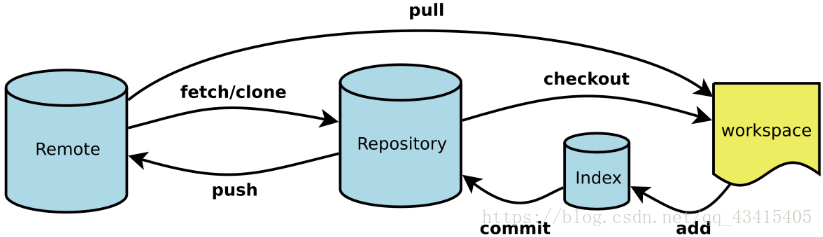 pull
fetch/clone
checkout
Remote
Repository
workspace
Index
push
commit
add
https://blog.csdn.net/qq_43415405